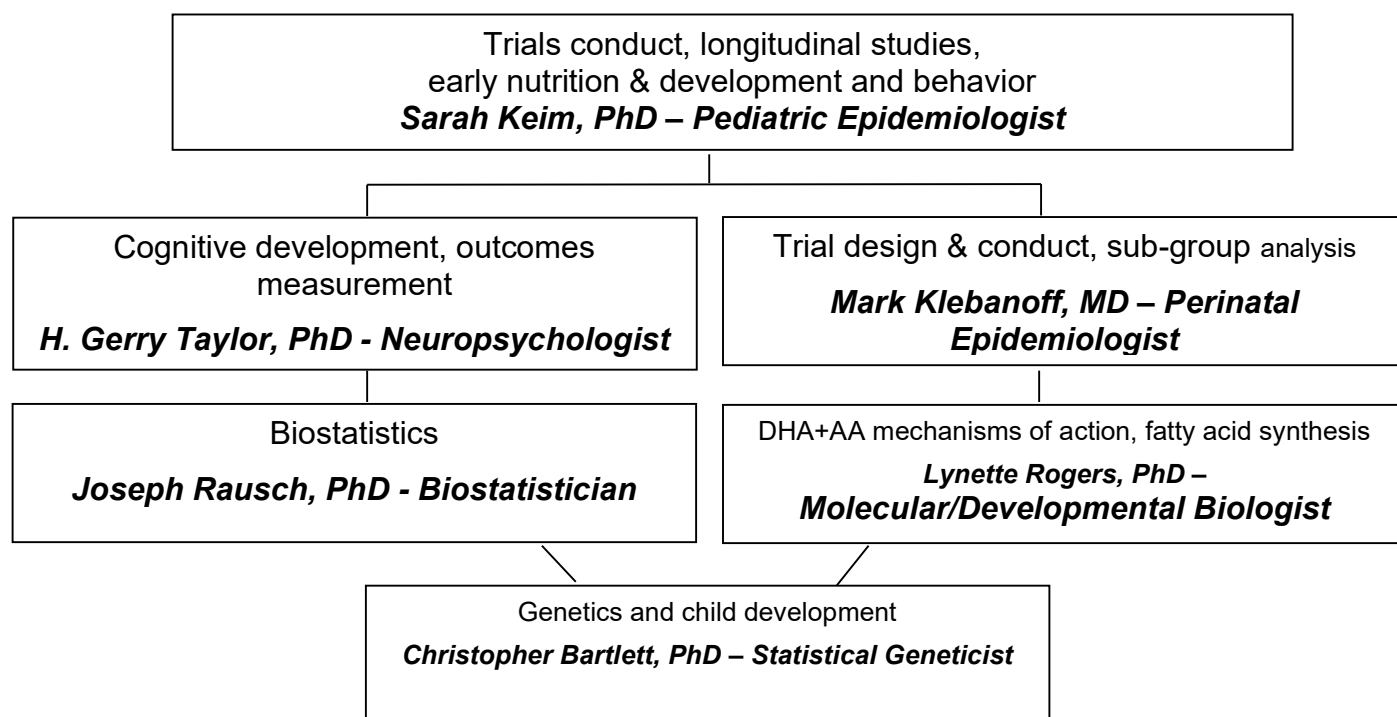 Trials conduct, longitudinal studies,
early nutrition & development and behavior
Sarah Keim, PhD – Pediatric Epidemiologist
Cognitive development, outcomes
measurement
H. Gerry Taylor, PhD - Neuropsychologist
Trial design & conduct, sub-group analysis
Mark Klebanoff, MD – Perinatal
Epidemiologist
Biostatistics
Joseph Rausch, PhD - Biostatistician
DHA+AA mechanisms of action, fatty acid synthesis
Lynette Rogers, PhD –
Molecular/Developmental Biologist
Genetics and child development
Christopher Bartlett, PhD – Statistical Geneticist